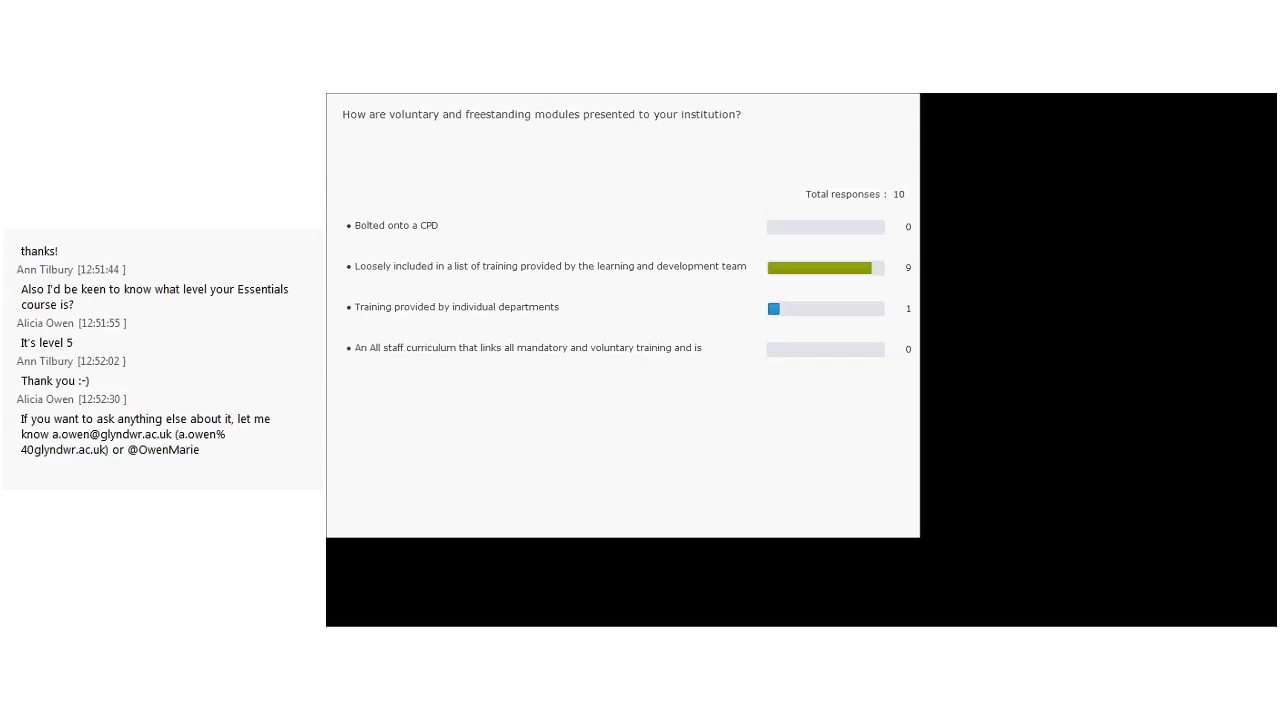 thanks!
Ann Tilbury [12:51:44 ]
Also I'd be keen to know what level your Essentials
course is?
Alicia Owen [12:51:55 ]
It's level 5
Ann Tilbury [12:52:02 ]
Thank you :-)
Alicia Owen [12:52:30 ]
If you want to ask anything else about it, let me
know a.owen@glyndwr.ac.uk (a.owen%
40glyndwr.ac.uk) or @OwenMarie
How are voluntary and freestanding modules presented to your institution?
Total responses : 10
• Bolted onto a CPD 0
• Loosely included in a list of training provided by the learning and development team 9
• Training provided by individual departments 1
• An All staff curriculum that links all mandatory and voluntary training and is 0